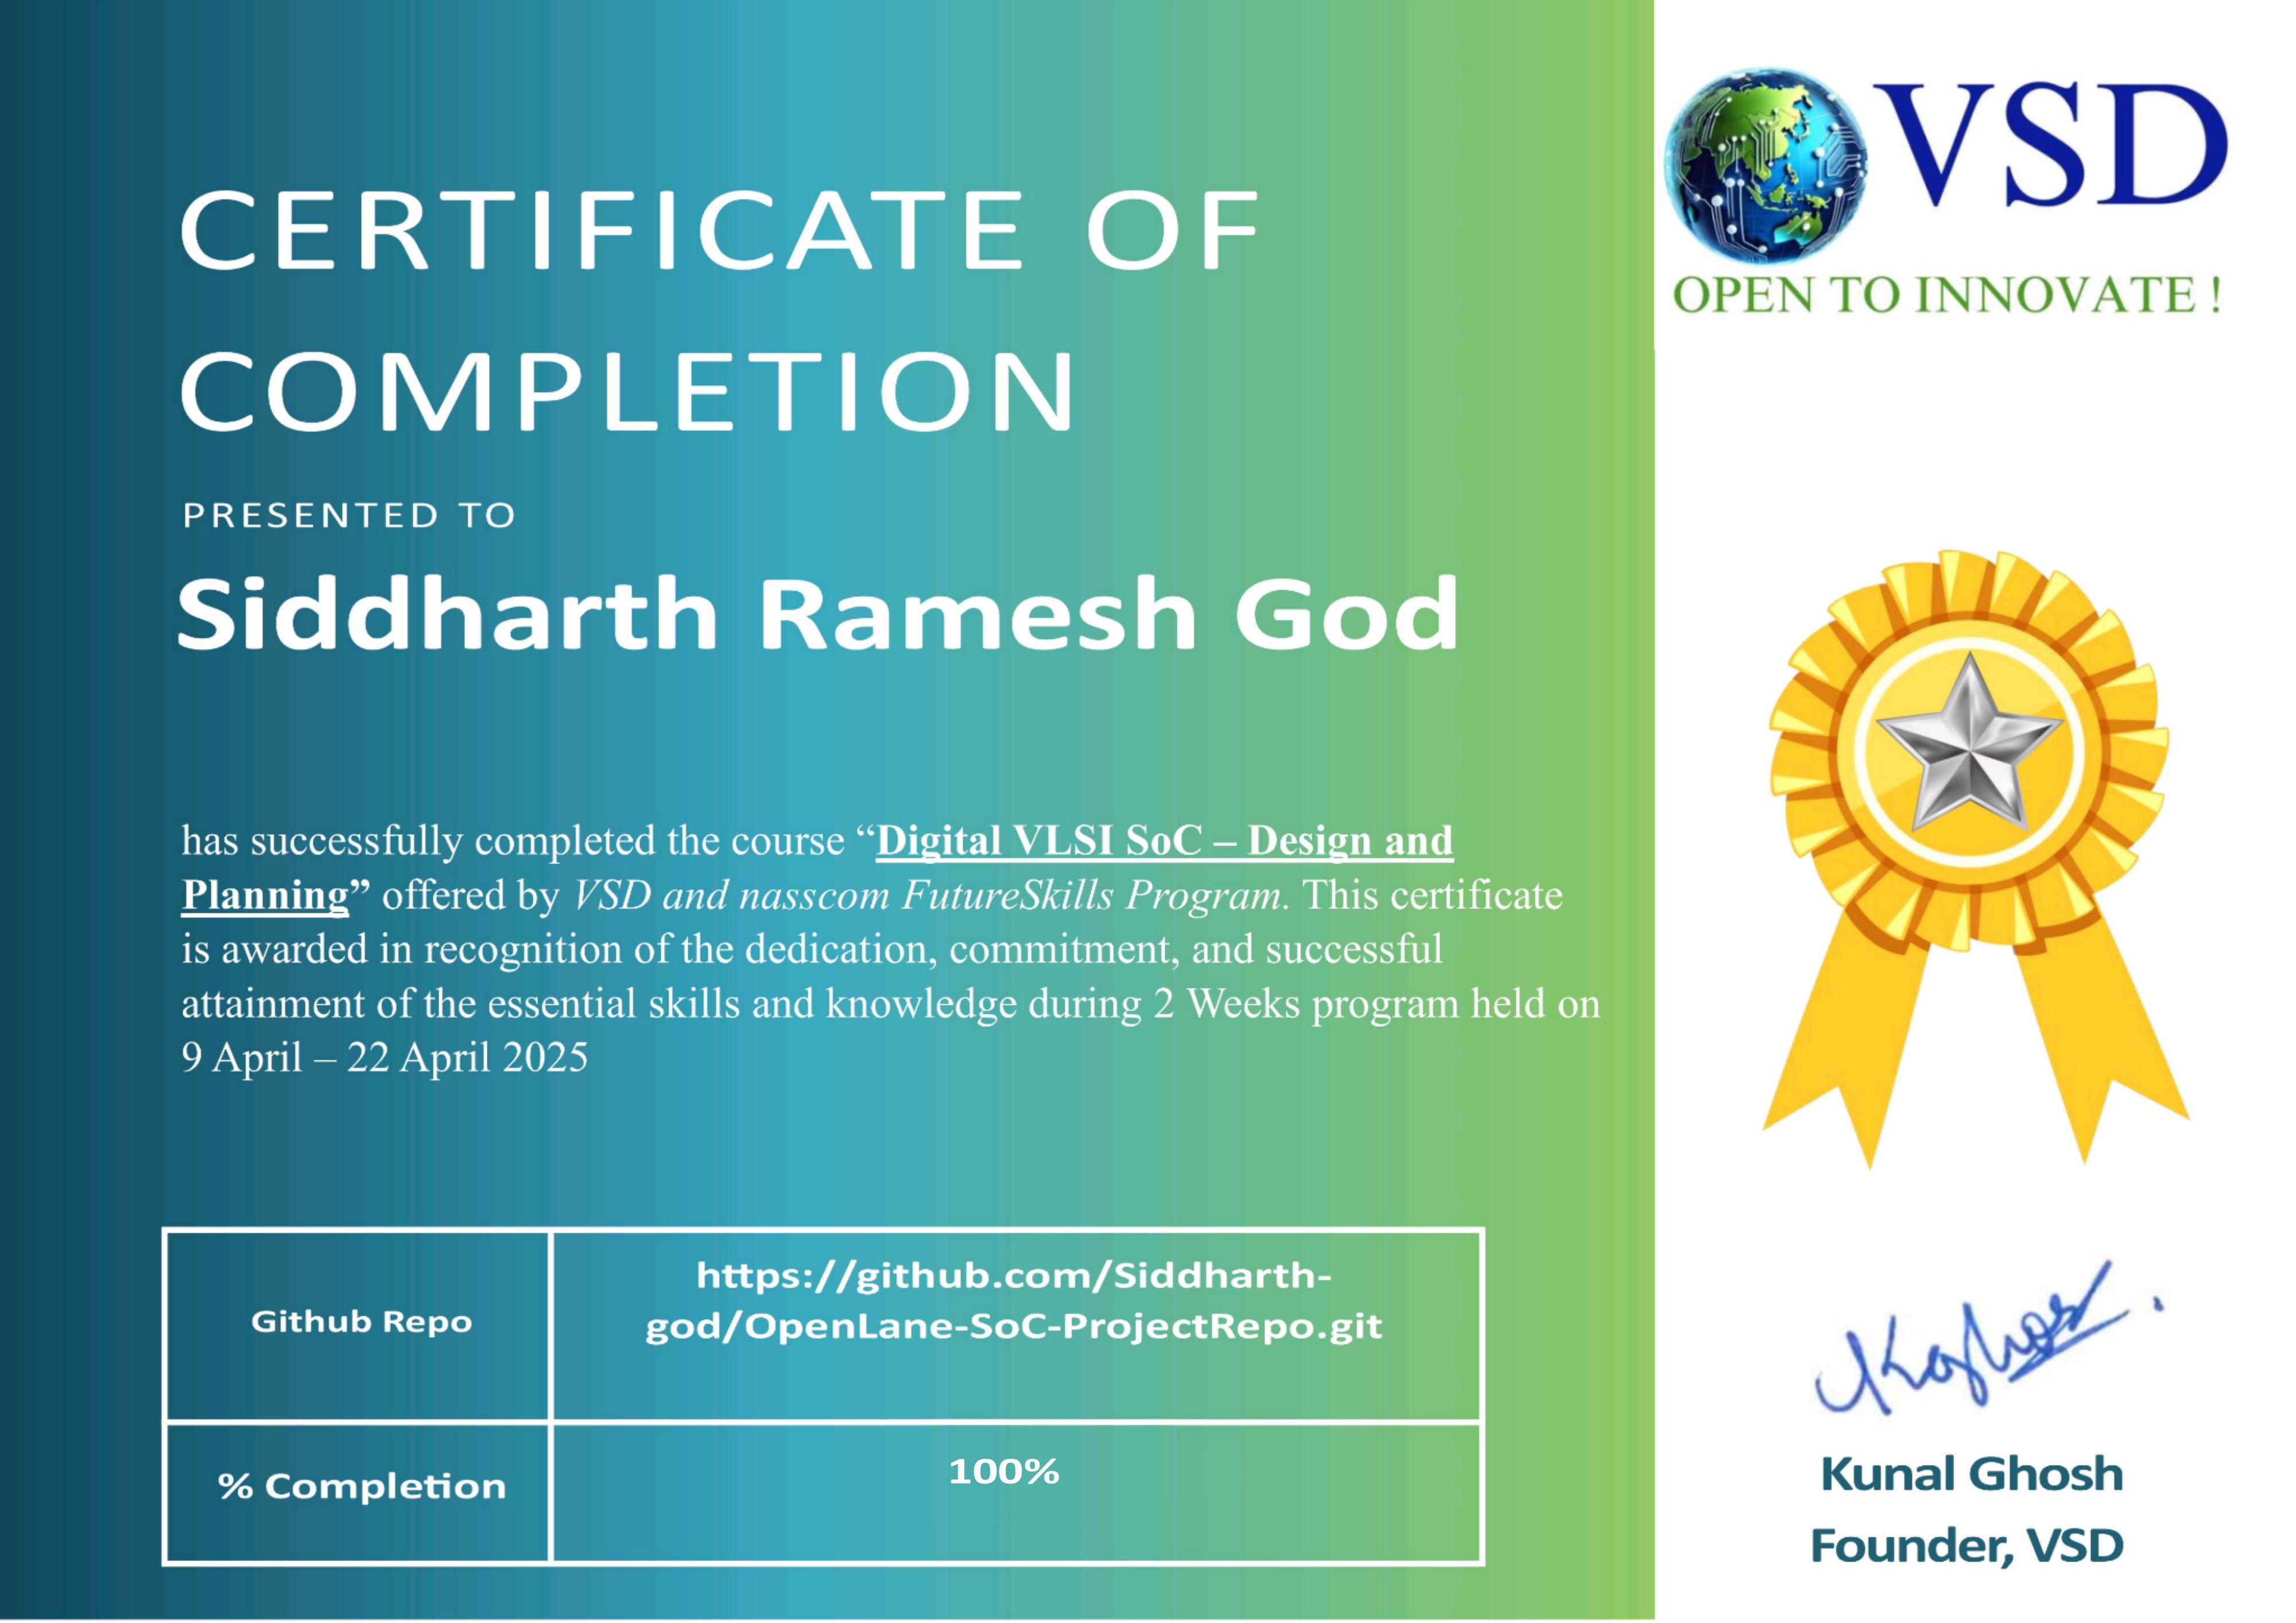 CERTIFICATE OF
COMPLETION
PRESENTED TO
Siddharth Ramesh God
has successfully completed the course “Digital VLSI SoC – Design and
Planning” offered by VSD and nasscom FutureSkills Program. This certificate
is awarded in recognition of the dedication, commitment, and successful
attainment of the essential skills and knowledge during 2 Weeks program held on
9 April – 22 April 2025
Github Repo
https://github.com/Siddharth-
god/OpenLane-SoC-ProjectRepo.git
% Completion
100%
VSD
OPEN TO INNOVATE !
Kunal Ghosh
Founder, VSD